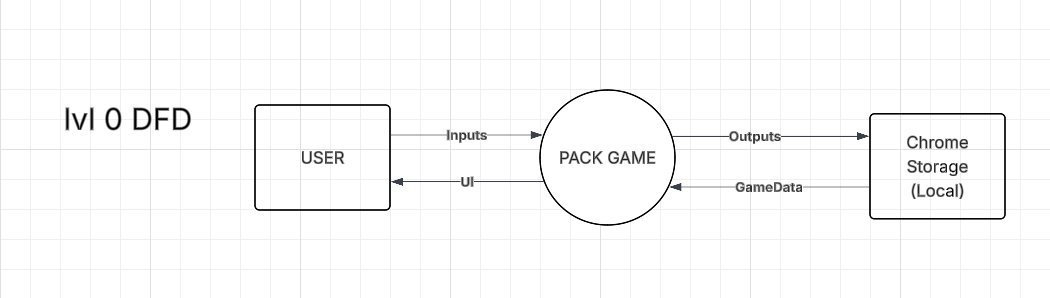 lvl 0 DFD
USER
Inputs
UI
PACK GAME
Outputs
GameData
Chrome
Storage
(Local)